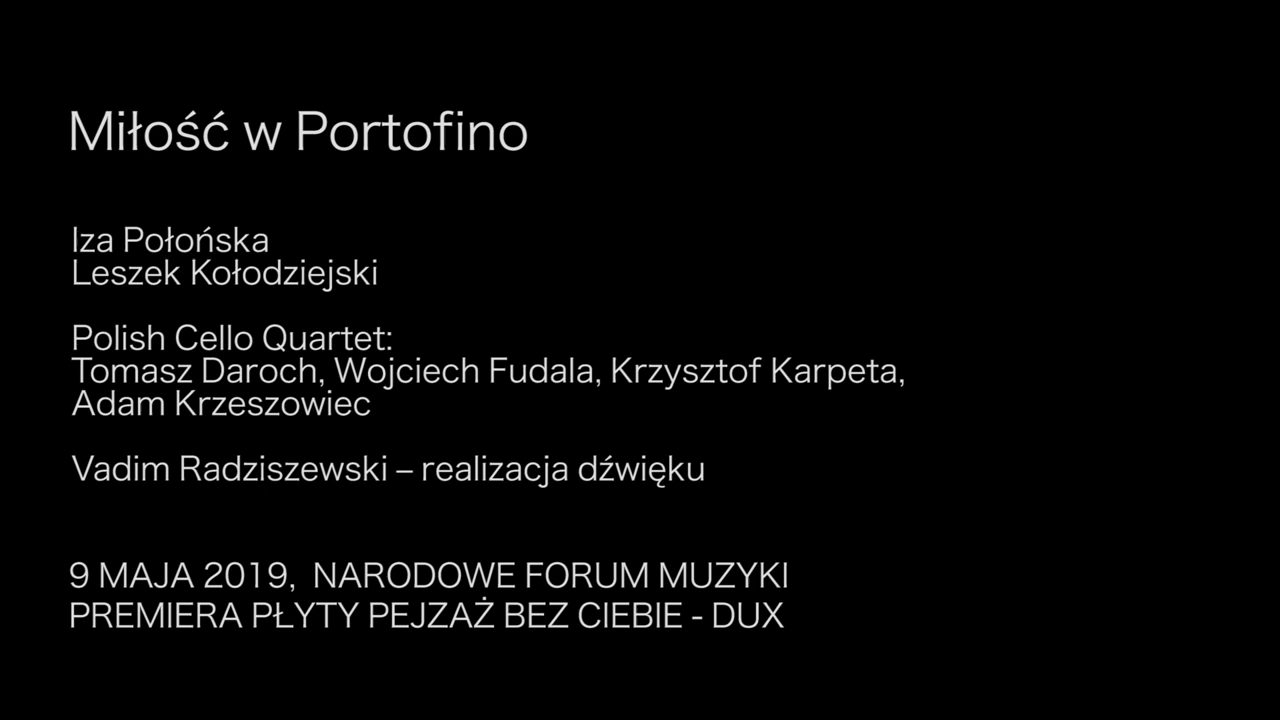 Miłość w Portofino
Iza Połońska
Leszek Kołodziejski
Polish Cello Quartet:
Tomasz Daroch, Wojciech Fudala, Krzysztof Karpeta,
Adam Krzeszowiec
Vadim Radziszewski – realizacja dźwięku
9 MAJA 2019, NARODOWE FORUM MUZYKI
PREMIERA PŁYTY PEJZAŻ BEZ CIEBIE - DUX